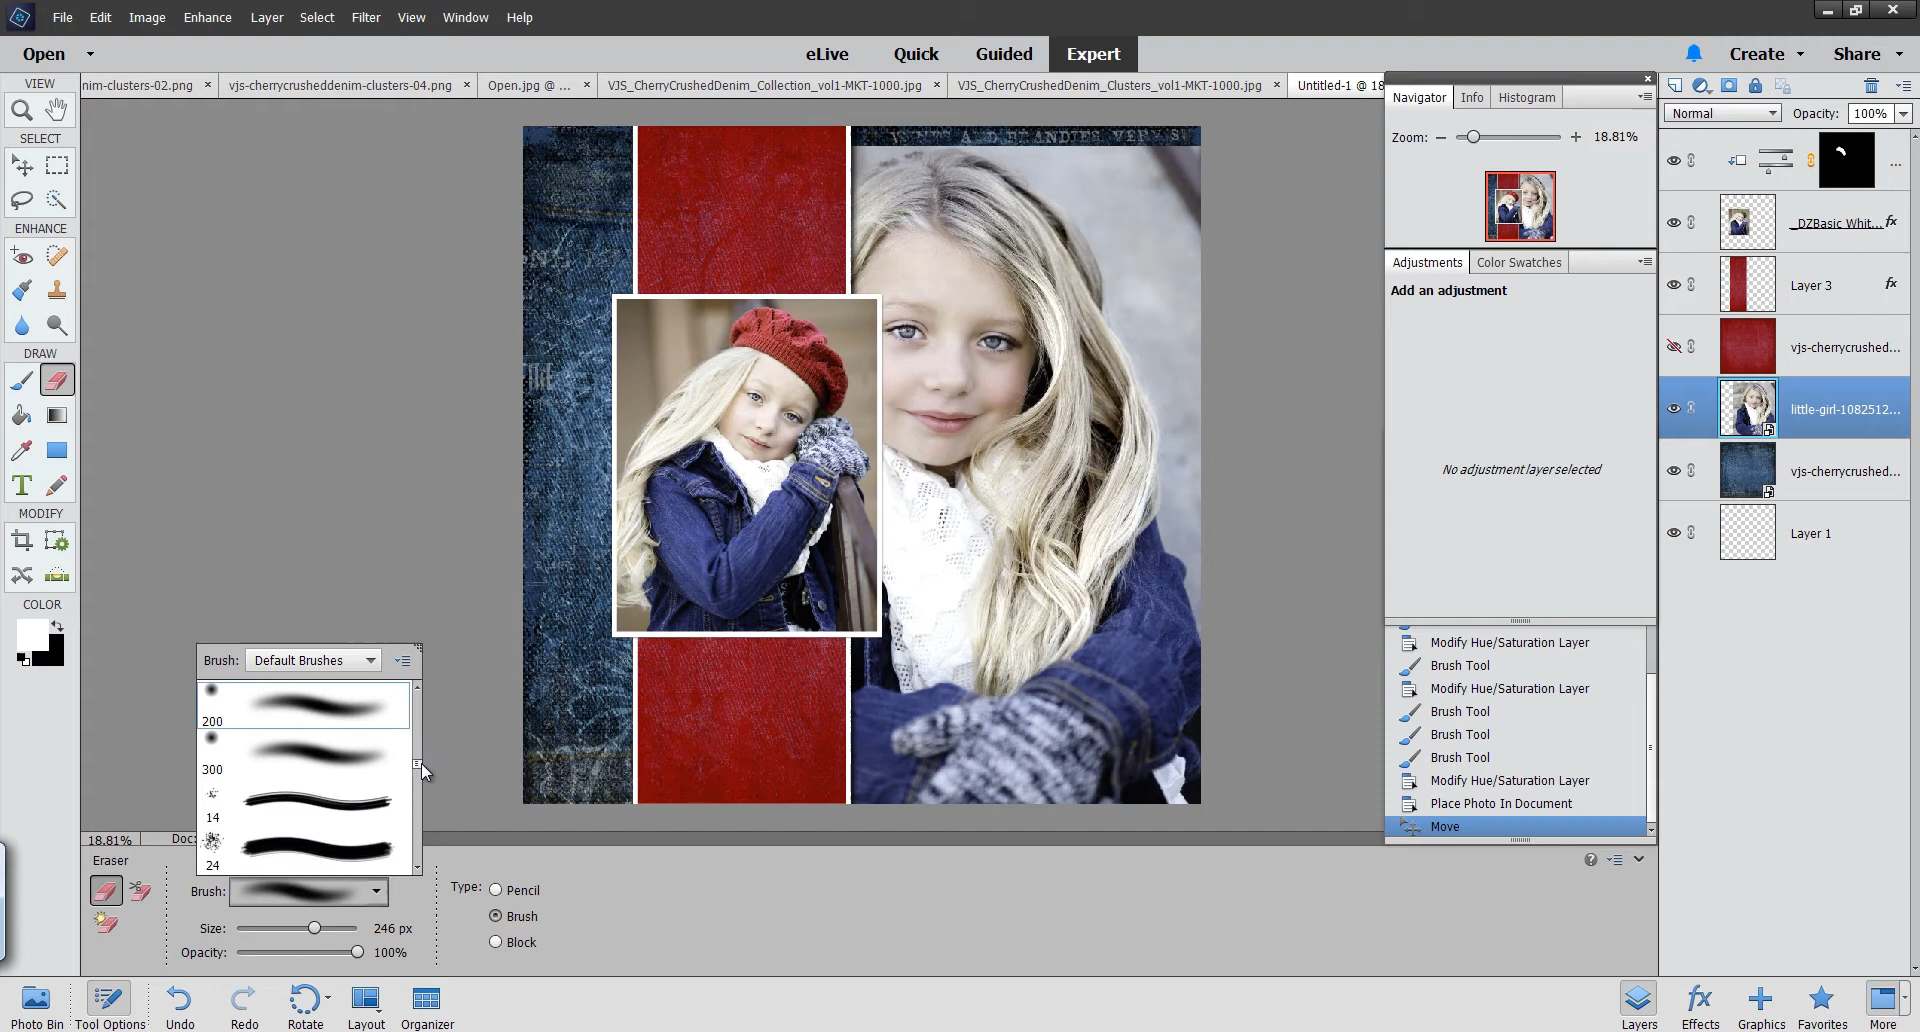 File Edit Image Enhance Layer Select Filter View Window Help
Open eLive Quick Guided Expert Create Share
VIEW
nim-clusters-02.png × vjs-cherrycrusheddenim-clusters-04.png × Open.jpg @ ... × VJS_CherryCrushedDenim_Collection_vol1-MKT-1000.jpg × VJS_CherryCrushedDenim_Clusters_vol1-MKT-1000.jpg × Untitled-1 @ 18
Navigator Info Histogram
Zoom: 18.81%
Normal Opacity: 100%
...
__DZBasic Whit... fx
Layer 3 fx
vjs-cherrycrushed...
little-girl-1082512...
vjs-cherrycrushed...
Layer 1
Adjustments Color Swatches
Add an adjustment
No adjustment layer selected
Modify Hue/Saturation Layer
Brush Tool
Modify Hue/Saturation Layer
Brush Tool
Brush Tool
Brush Tool
Modify Hue/Saturation Layer
Place Photo In Document
Move
SELECT
ENHANCE
DRAW
MODIFY
COLOR
Brush: Default Brushes
200
300
14
24
18.81% Doc:
Eraser
Brush:
Size: 246 px
Opacity: 100%
Type: Pencil
Brush
Block
Photo Bin Tool Options Undo Redo Rotate Layout Organizer
Layers Effects Graphics Favorites More